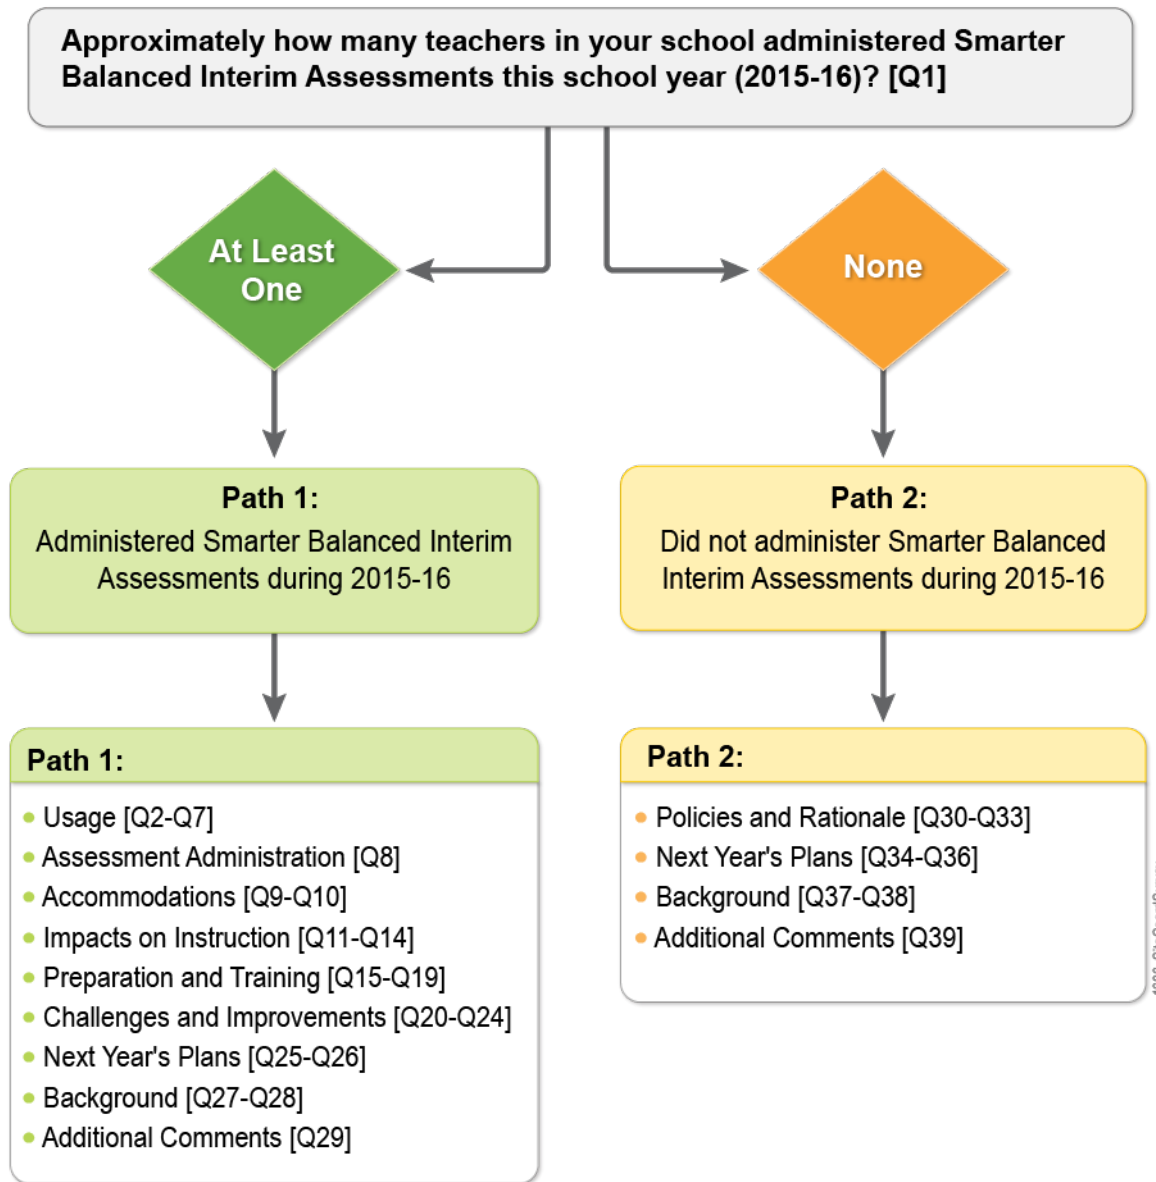 Approximately how many teachers in your school administered Smarter
Balanced Interim Assessments this school year (2015-16)? [Q1]
At Least
One
None
Path 1:
Administered Smarter Balanced Interim
Assessments during 2015-16
Path 2:
Did not administer Smarter Balanced
Interim Assessments during 2015-16
Path 1:
Usage [Q2-Q7]
Assessment Administration [Q8]
Accommodations [Q9-Q10]
Impacts on Instruction [Q11-Q14]
Preparation and Training [Q15-Q19]
Challenges and Improvements [Q20-Q24]
Next Year's Plans [Q25-Q26]
Background [Q27-Q28]
Additional Comments [Q29]
Path 2:
Policies and Rationale [Q30-Q33]
Next Year's Plans [Q34-Q36]
Background [Q37-Q38]
Additional Comments [Q39]